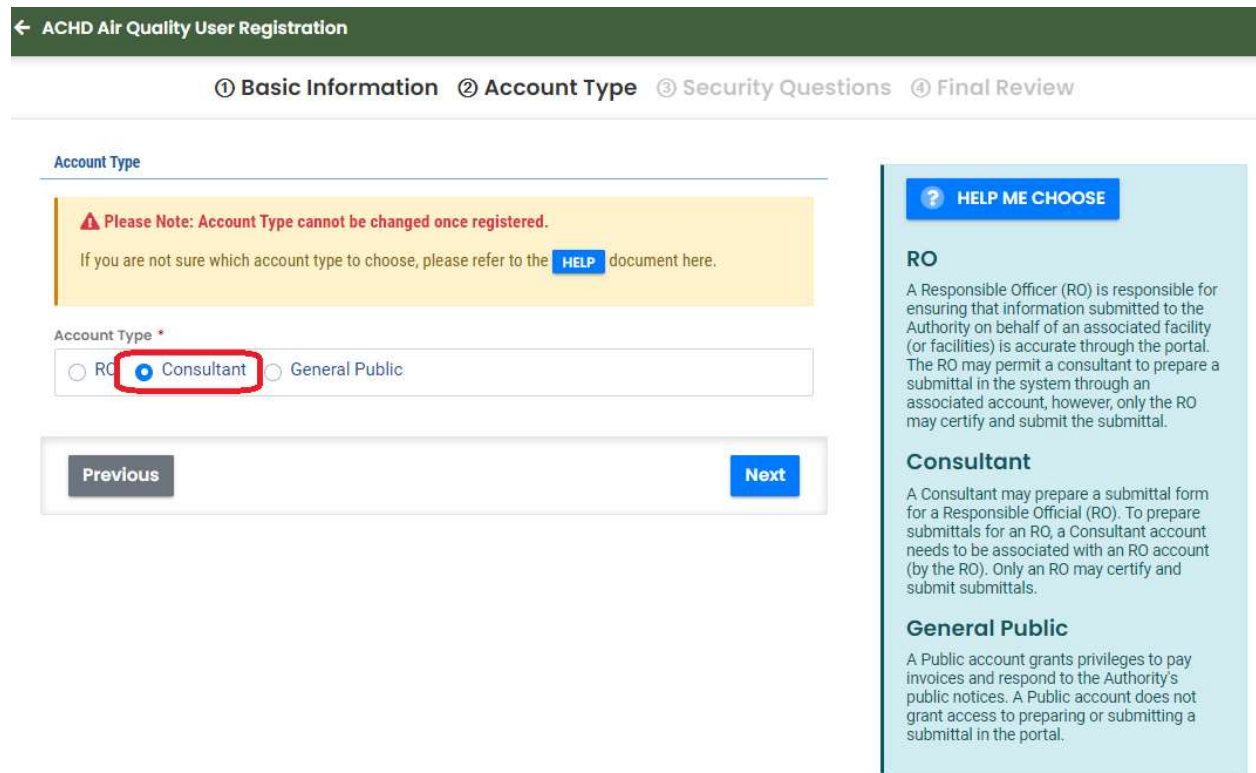 ← ACHD Air Quality User Registration
① Basic Information ② Account Type ③ Security Questions ④ Final Review
Account Type
Please Note: Account Type cannot be changed once registered.
If you are not sure which account type to choose, please refer to the HELP document here.
Account Type *
RO Consultant General Public
Previous Next
? HELP ME CHOOSE
RO
A Responsible Officer (RO) is responsible for
ensuring that information submitted to the
Authority on behalf of an associated facility
(or facilities) is accurate through the portal.
The RO may permit a consultant to prepare a
submittal in the system through an
associated account, however, only the RO
may certify and submit the submittal.
Consultant
A Consultant may prepare a submittal form
for a Responsible Official (RO). To prepare
submittals for an RO, a Consultant account
needs to be associated with an RO account
(by the RO). Only an RO may certify and
submit submittals.
General Public
A Public account grants privileges to pay
invoices and respond to the Authority's
public notices. A Public account does not
grant access to preparing or submitting a
submittal in the portal.